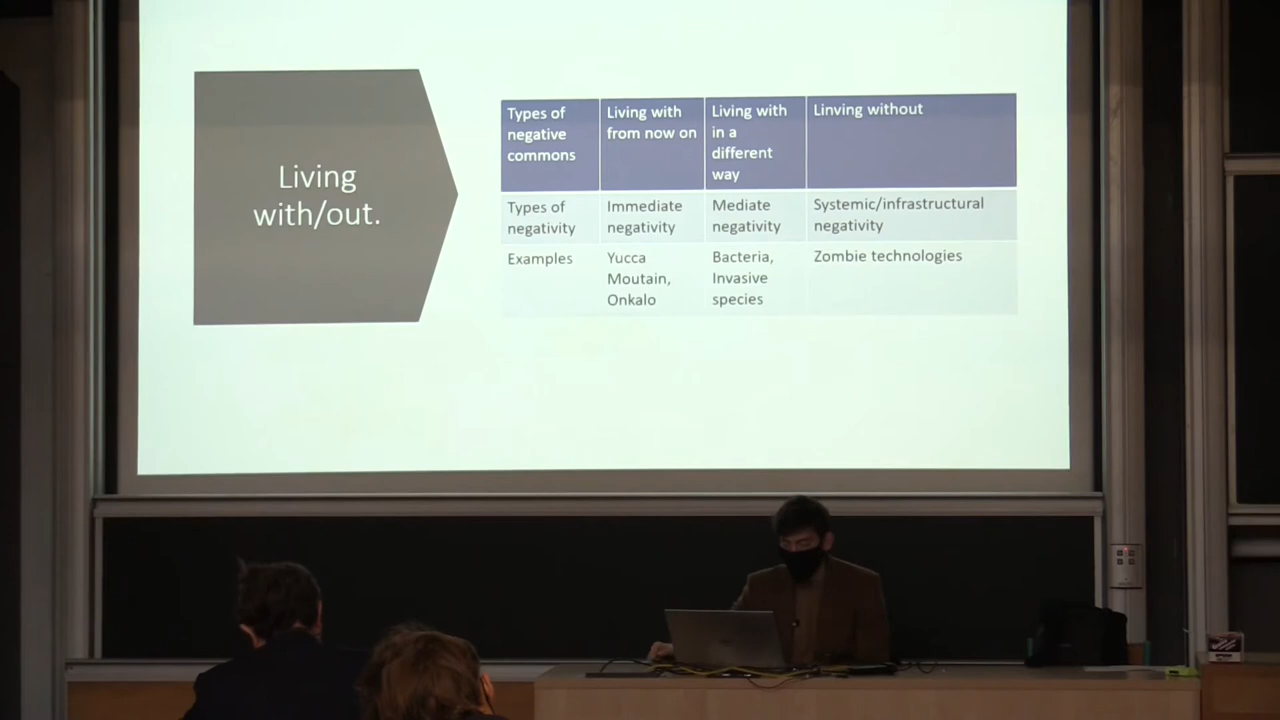 Living
with/out.
Types of
negative
commons
Living with
from now on
Living with
in a
different
way
Linving without
Types of
negativity
Immediate
negativity
Mediate
negativity
Systemic/infrastructural
negativity
Examples
Yucca
Moutain,
Onkalo
Bacteria,
Invasive
species
Zombie technologies